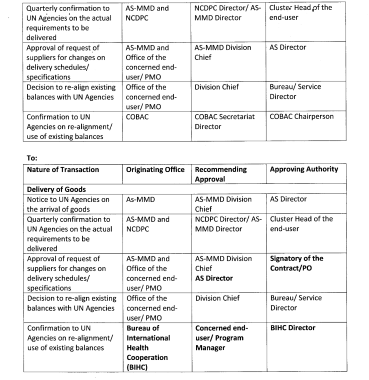 Quarterly confirmation to UN Agencies on the actual requirements to be delivered | AS-MMD and NCDPC | NCDPC Director/ AS-MMD Director | Cluster Head of the end-user
Approval of request of suppliers for changes on delivery schedules/ specifications | AS-MMD and Office of the concerned end-user/ PMO | AS-MMD Division Chief | AS Director
Decision to re-align existing balances with UN Agencies | Office of the concerned end-user/ PMO | Division Chief | Bureau/ Service Director
Confirmation to UN Agencies on re-alignment/ use of existing balances | COBAC | COBAC Secretariat Director | COBAC Chairperson
To:
Nature of Transaction | Originating Office | Recommending Approval | Approving Authority
Delivery of Goods
Notice to UN Agencies on the arrival of goods | As-MMD | AS-MMD Division Chief | AS Director
Quarterly confirmation to UN Agencies on the actual requirements to be delivered | AS-MMD and NCDPC | NCDPC Director/ AS-MMD Director | Cluster Head of the end-user
Approval of request of suppliers for changes on delivery schedules/ specifications | AS-MMD and Office of the concerned end-user/ PMO | AS-MMD Division Chief AS Director | Signatory of the Contract/PO
Decision to re-align existing balances with UN Agencies | Office of the concerned end-user/ PMO | Division Chief | Bureau/ Service Director
Confirmation to UN Agencies on re-alignment/ use of existing balances | Bureau of International Health Cooperation (BIHC) | Concerned end-user/ Program Manager | BIHC Director